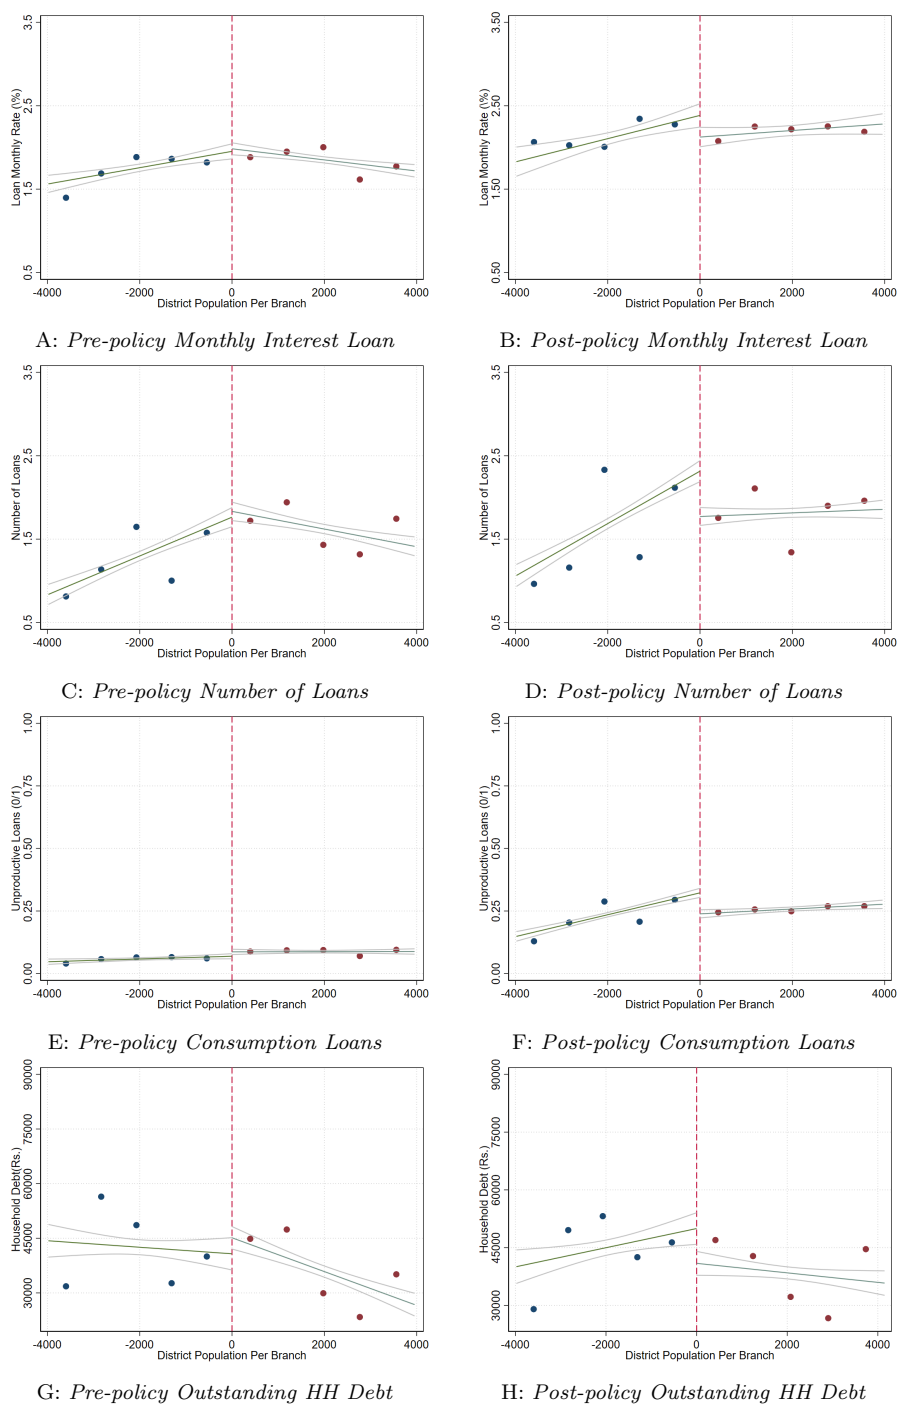 Loan Monthly Rate (\%)
3.5
2.5
1.5
0.5
-4000 -2000 0 2000 4000
District Population Per Branch
A: Pre-policy Monthly Interest Loan
Loan Monthly Rate (\%)
3.50
2.50
1.50
0.50
-4000 -2000 0 2000 4000
District Population Per Branch
B: Post-policy Monthly Interest Loan
Number of Loans
3.5
2.5
1.5
0.5
-4000 -2000 0 2000 4000
District Population Per Branch
C: Pre-policy Number of Loans
Number of Loans
3.5
2.5
1.5
0.5
-4000 -2000 0 2000 4000
District Population Per Branch
D: Post-policy Number of Loans
Unproductive Loans (0/1)
1.00
0.75
0.50
0.25
0.00
-4000 -2000 0 2000 4000
District Population Per Branch
E: Pre-policy Consumption Loans
Unproductive Loans (0/1)
1.00
0.75
0.50
0.25
0.00
-4000 -2000 0 2000 4000
District Population Per Branch
F: Post-policy Consumption Loans
Household Debt(Rs.)
90000
75000
60000
45000
30000
-4000 -2000 0 2000 4000
District Population Per Branch
G: Pre-policy Outstanding HH Debt
Household Debt (Rs.)
90000
75000
60000
45000
30000
-4000 -2000 0 2000 4000
District Population Per Branch
H: Post-policy Outstanding HH Debt